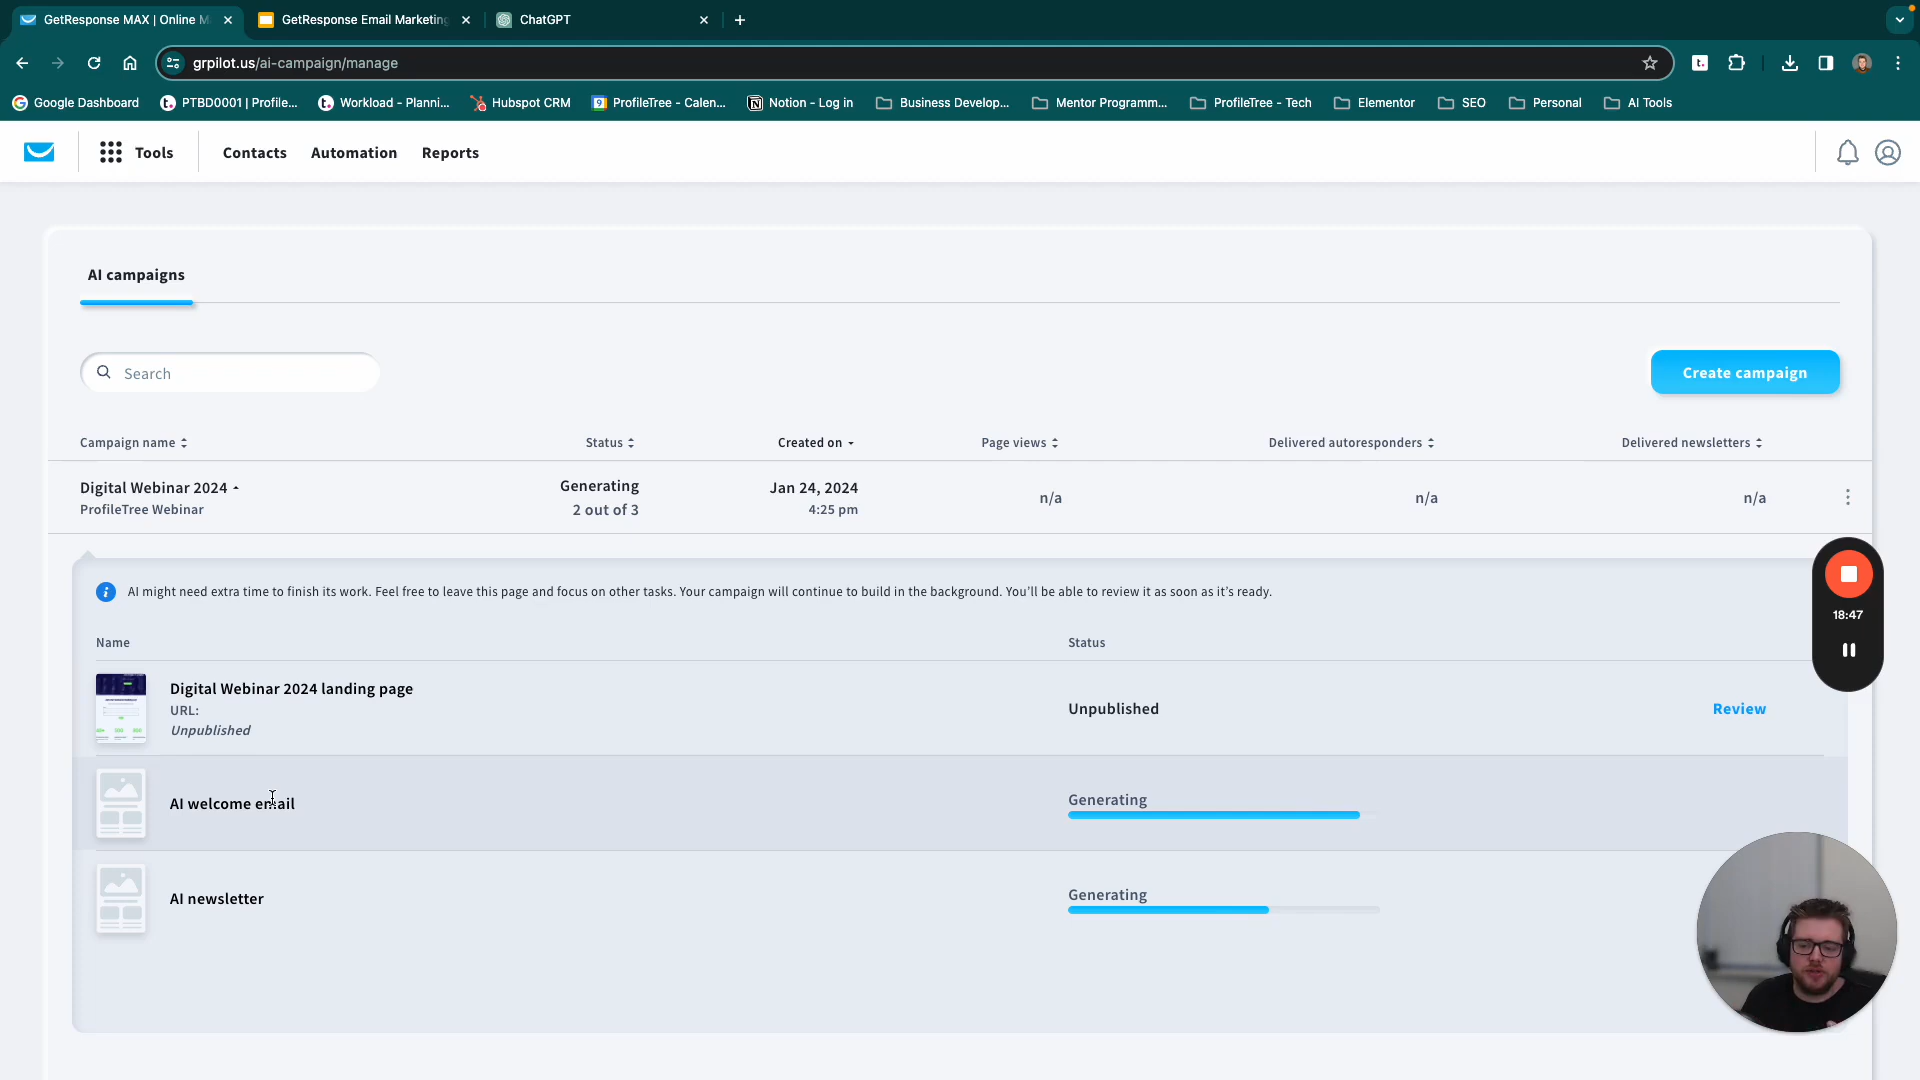 GetResponse MAX | Online M
GetResponse Email Marketing
ChatGPT
grpilot.us/ai-campaign/manage
Google Dashboard
PTBD0001 | Profile...
Workload - Planni...
Hubspot CRM
ProfileTree - Calen...
Notion - Log in
Business Develop...
Mentor Programm...
ProfileTree - Tech
Elementor
SEO
Personal
AI Tools
Tools
Contacts
Automation
Reports
AI campaigns
Search
Create campaign
Campaign name
Status
Created on
Page views
Delivered autoresponders
Delivered newsletters
Digital Webinar 2024
ProfileTree Webinar
Generating
2 out of 3
Jan 24, 2024
4:25 pm
n/a
n/a
n/a
AI might need extra time to finish its work. Feel free to leave this page and focus on other tasks. Your campaign will continue to build in the background. You'll be able to review it as soon as it's ready.
18:47
Name
Status
Digital Webinar 2024 landing page
URL:
Unpublished
Unpublished
Review
AI welcome email
Generating
AI newsletter
Generating